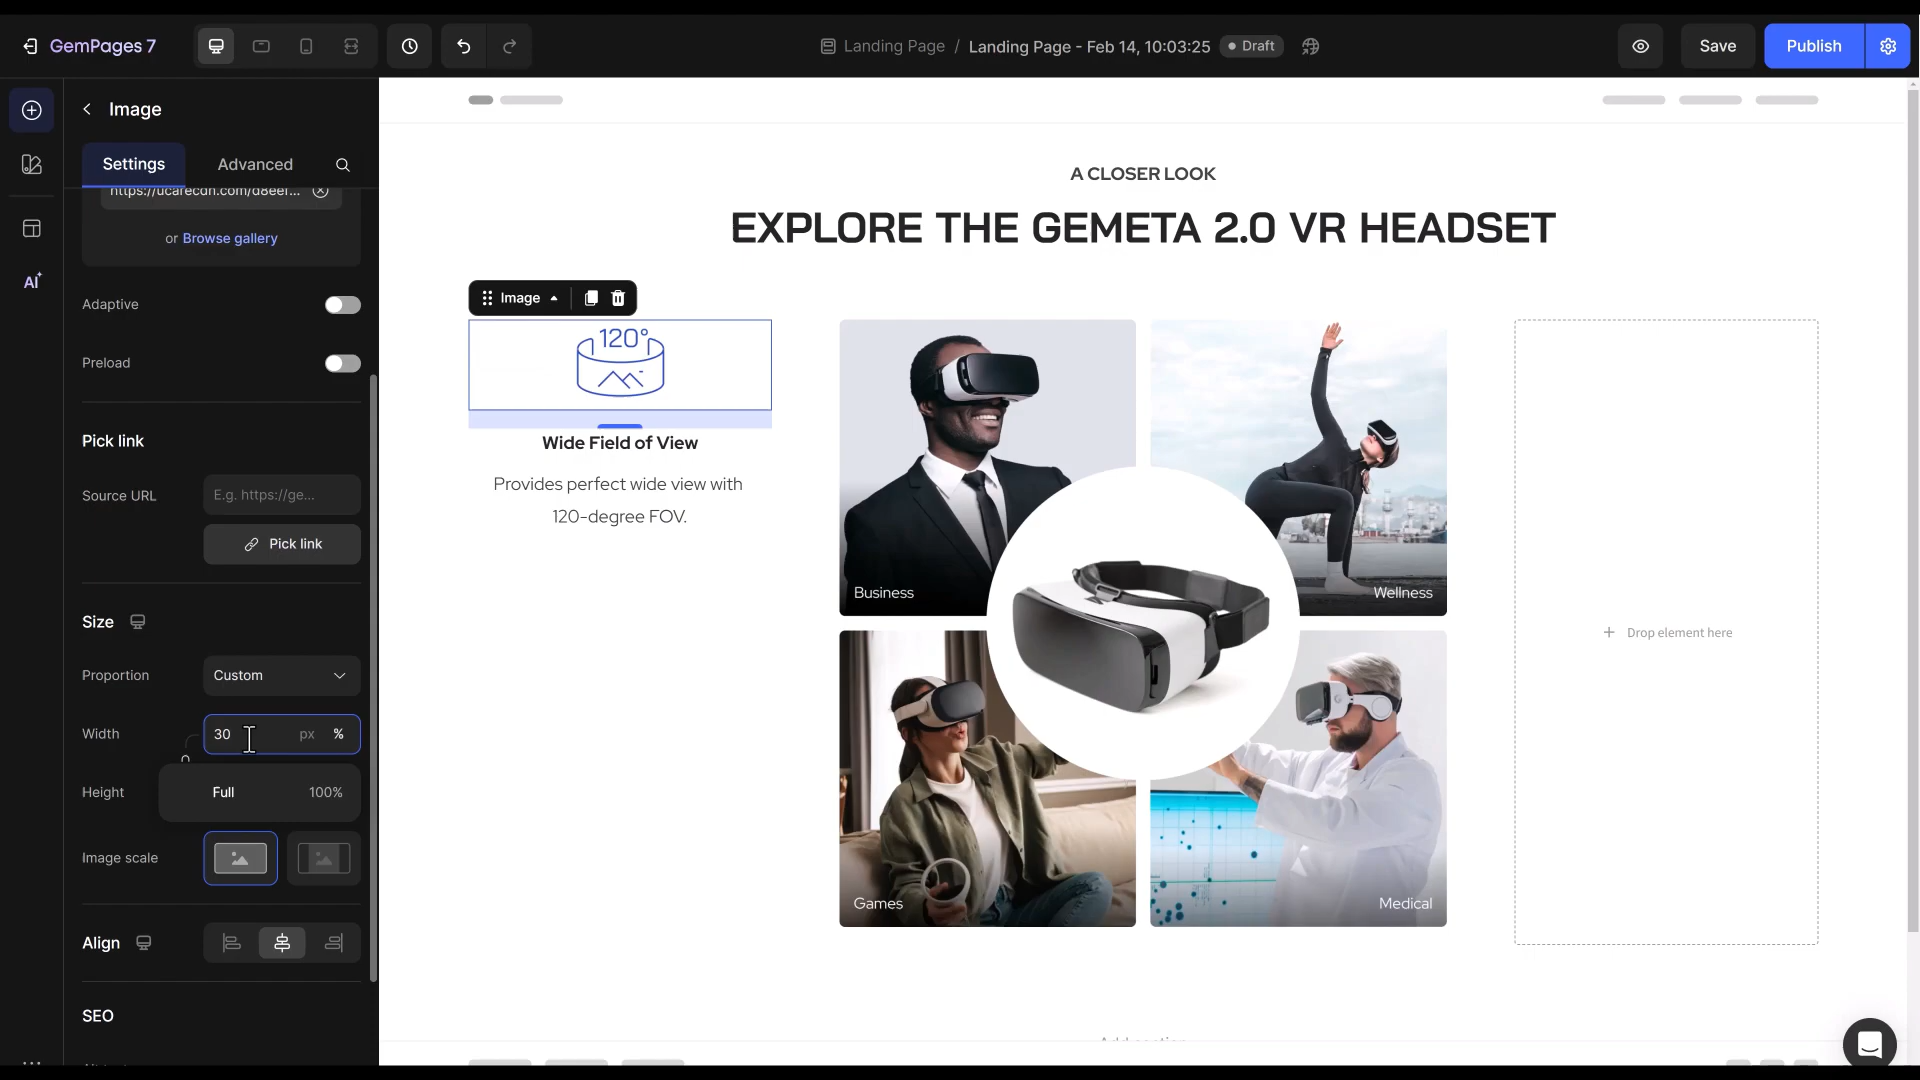 GemPages 7
Landing Page / Landing Page - Feb 14, 10:03:25 Draft
Save
Publish
Image
Settings
Advanced
https://ucarecdn.com/d8eef...
or Browse gallery
Adaptive
Preload
Pick link
Source URL
E.g. https://ge...
Pick link
Size
Proportion
Custom
Width
30
px
%
Height
Full
100%
Image scale
Align
SEO
AI
A CLOSER LOOK
EXPLORE THE GEMETA 2.0 VR HEADSET
Image
120°
Wide Field of View
Provides perfect wide view with
120-degree FOV.
Business
Wellness
Games
Medical
Drop element here